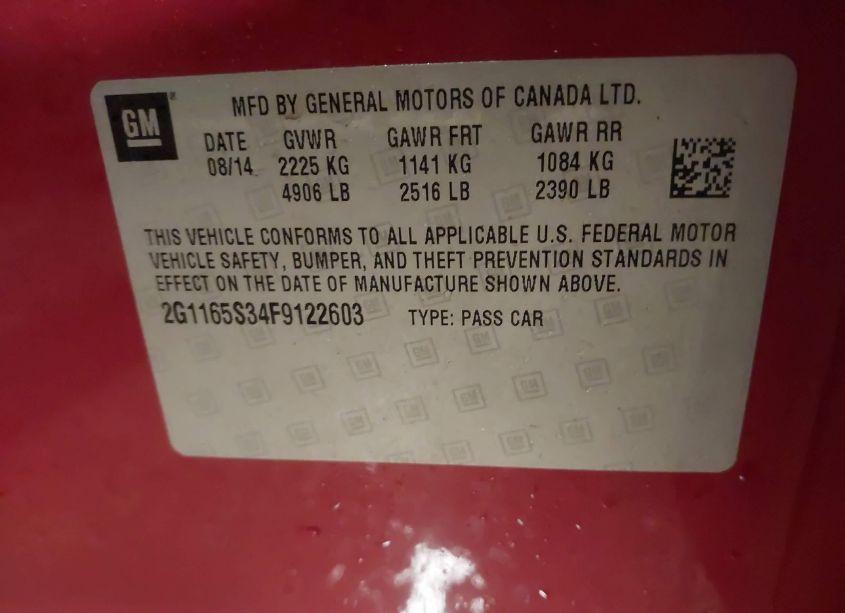 GM
MFD BY GENERAL MOTORS OF CANADA LTD.
DATE GVWR GAWR FRT GAWR RR
08/14 2225 KG 1141 KG 1084 KG
4906 LB 2516 LB 2390 LB
THIS VEHICLE CONFORMS TO ALL APPLICABLE U.S. FEDERAL MOTOR
VEHICLE SAFETY, BUMPER, AND THEFT PREVENTION STANDARDS IN
EFFECT ON THE DATE OF MANUFACTURE SHOWN ABOVE.
2G1165S34F9122603 TYPE: PASS CAR